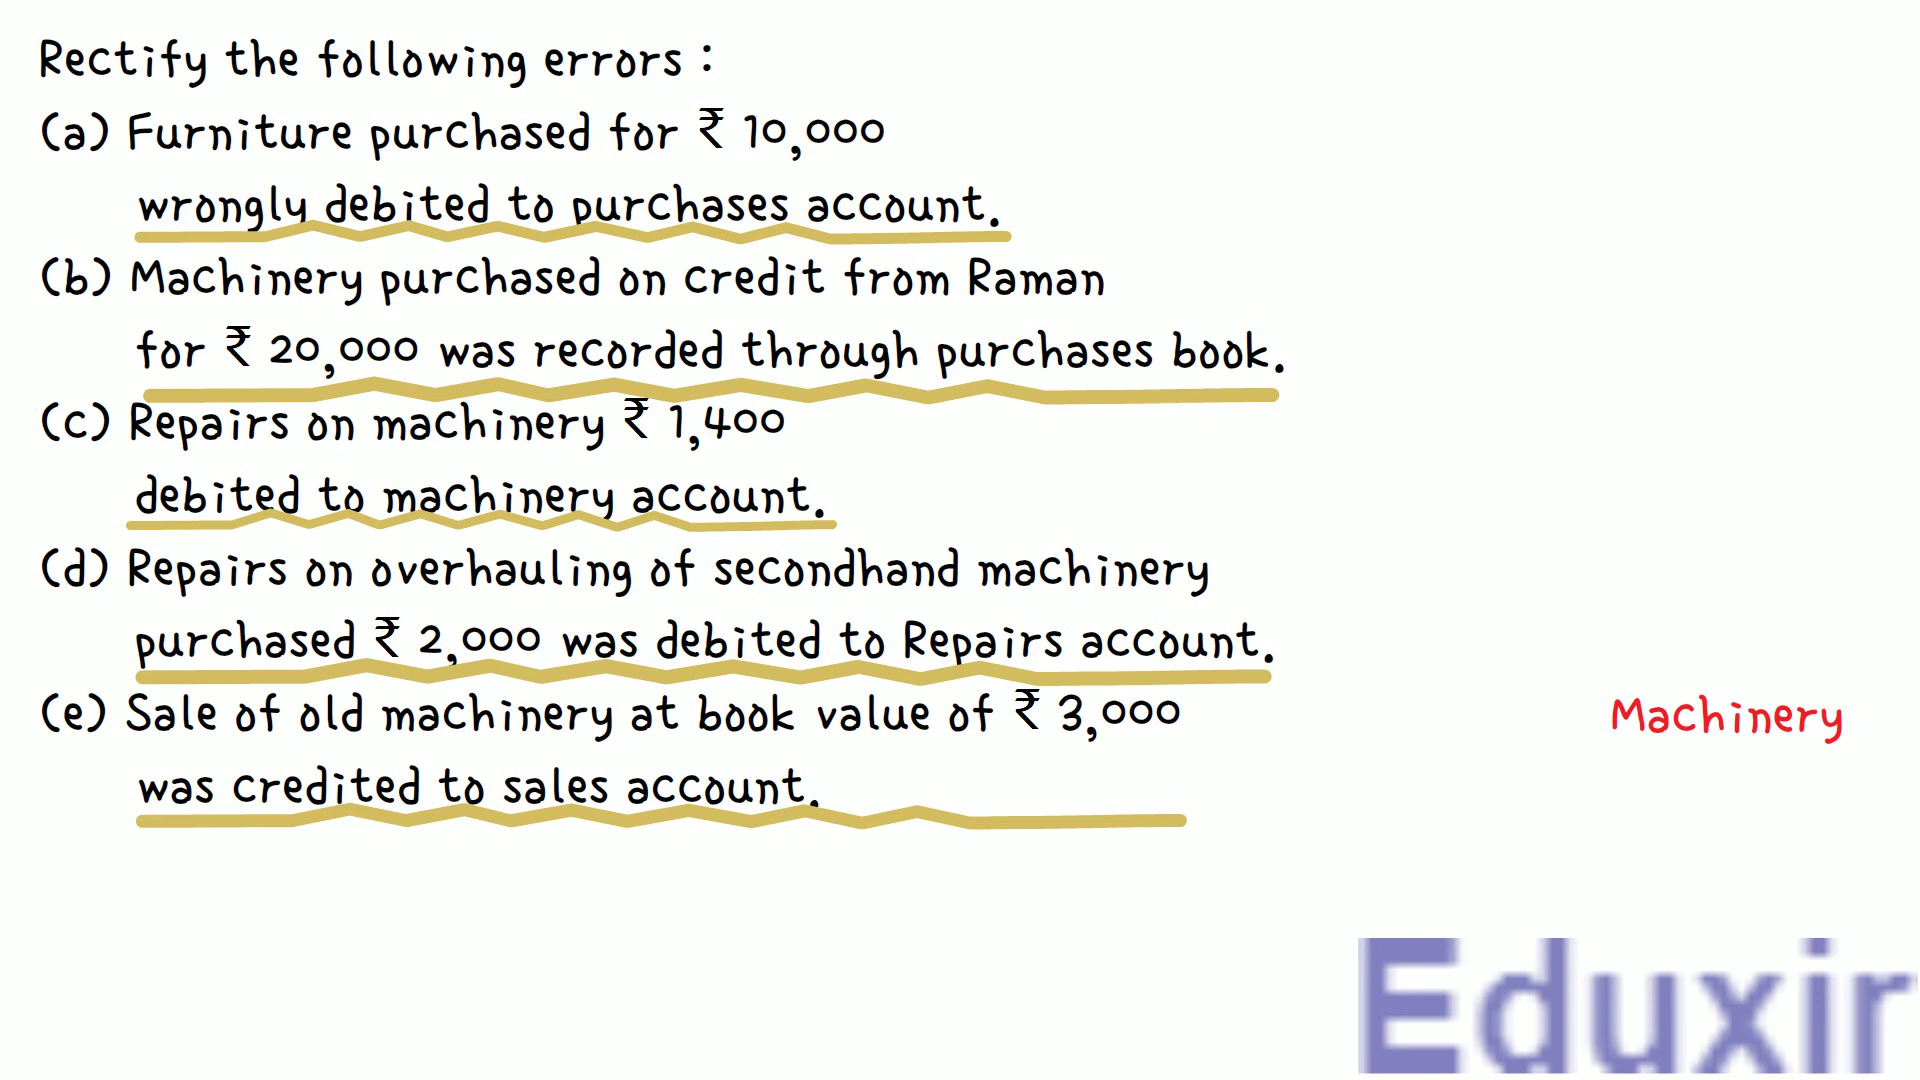 Rectify the following errors :
(a) Furniture purchased for ₹ 10,000
wrongly debited to purchases account.
(b) Machinery purchased on credit from Raman
for ₹ 20,000 was recorded through purchases book.
(c) Repairs on machinery ₹ 1,400
debited to machinery account.
(d) Repairs on overhauling of secondhand machinery
purchased ₹ 2,000 was debited to Repairs account.
(e) Sale of old machinery at book value of ₹ 3,000
was credited to sales account.
Machinery
Eduxir